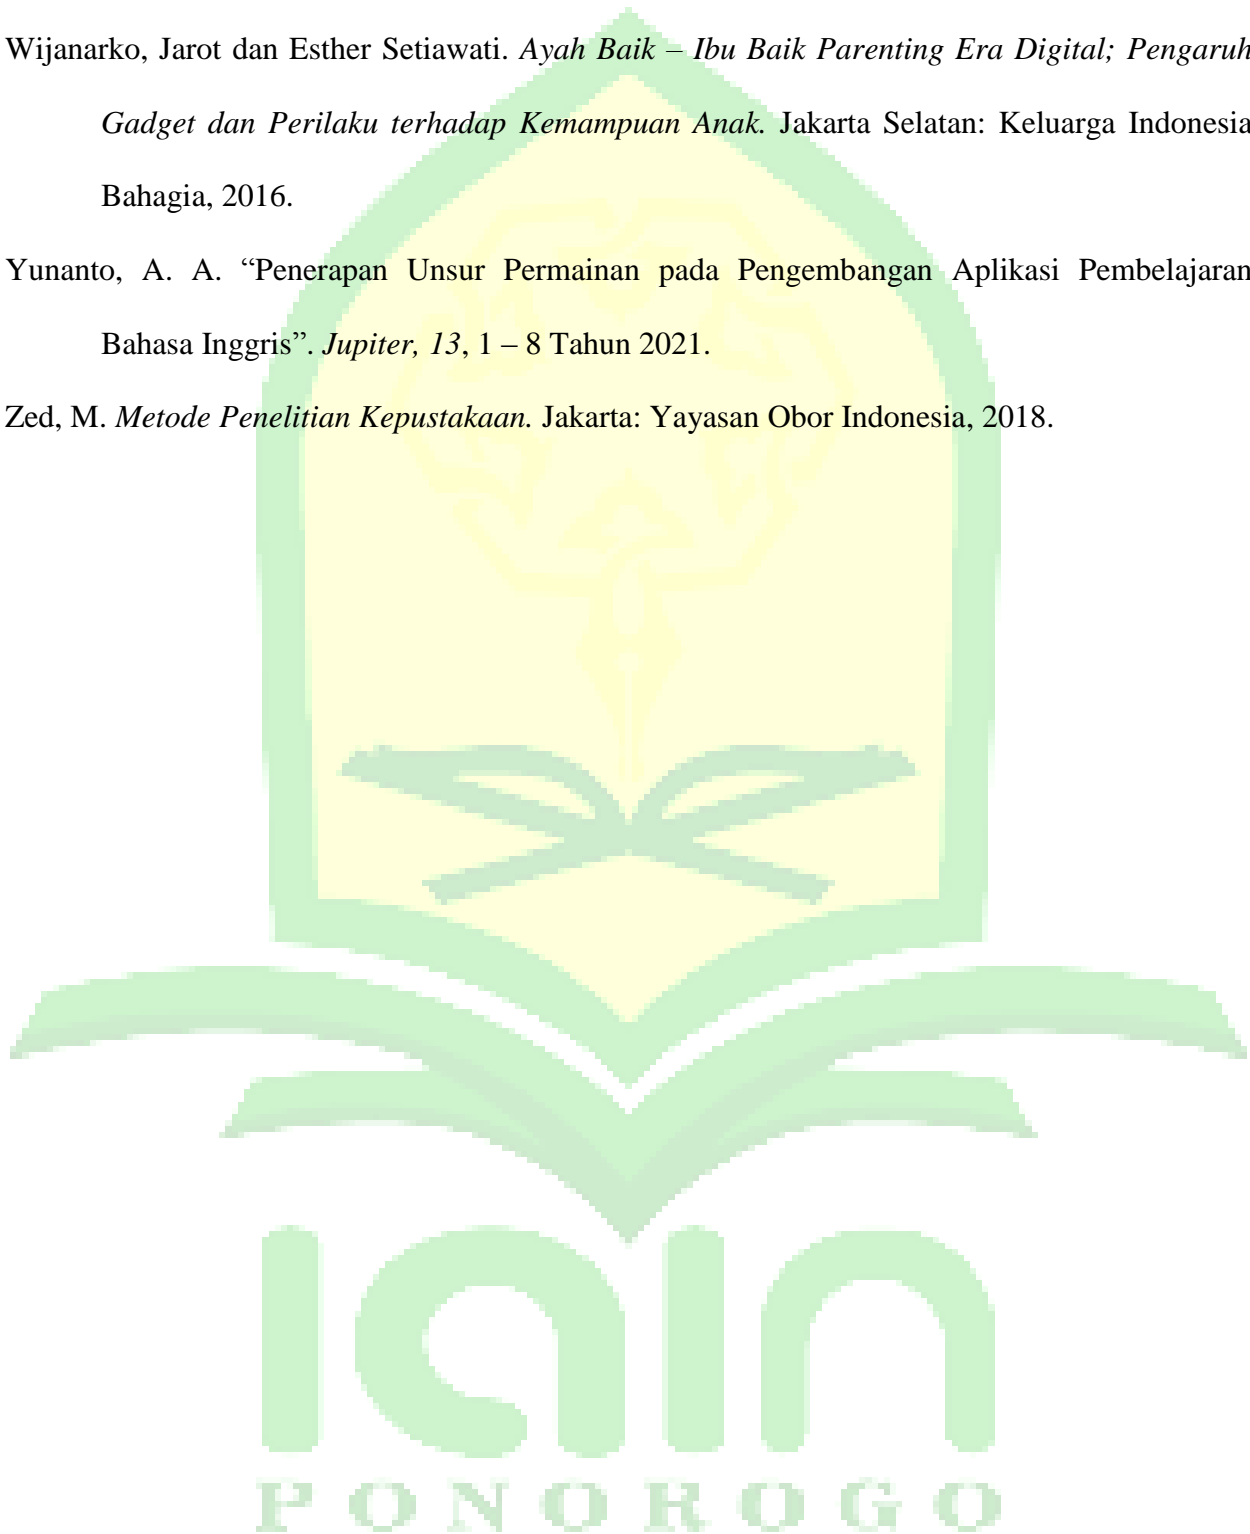 Wijanarko, Jarot dan Esther Setiawati. Ayah Baik – Ibu Baik Parenting Era Digital; Pengaruh
Gadget dan Perilaku terhadap Kemampuan Anak. Jakarta Selatan: Keluarga Indonesia
Bahagia, 2016.
Yunanto, A. A. “Penerapan Unsur Permainan pada Pengembangan Aplikasi Pembelajaran
Bahasa Inggris”. Jupiter, 13, 1 – 8 Tahun 2021.
Zed, M. Metode Penelitian Kepustakaan. Jakarta: Yayasan Obor Indonesia, 2018.
iain
PONOROGO